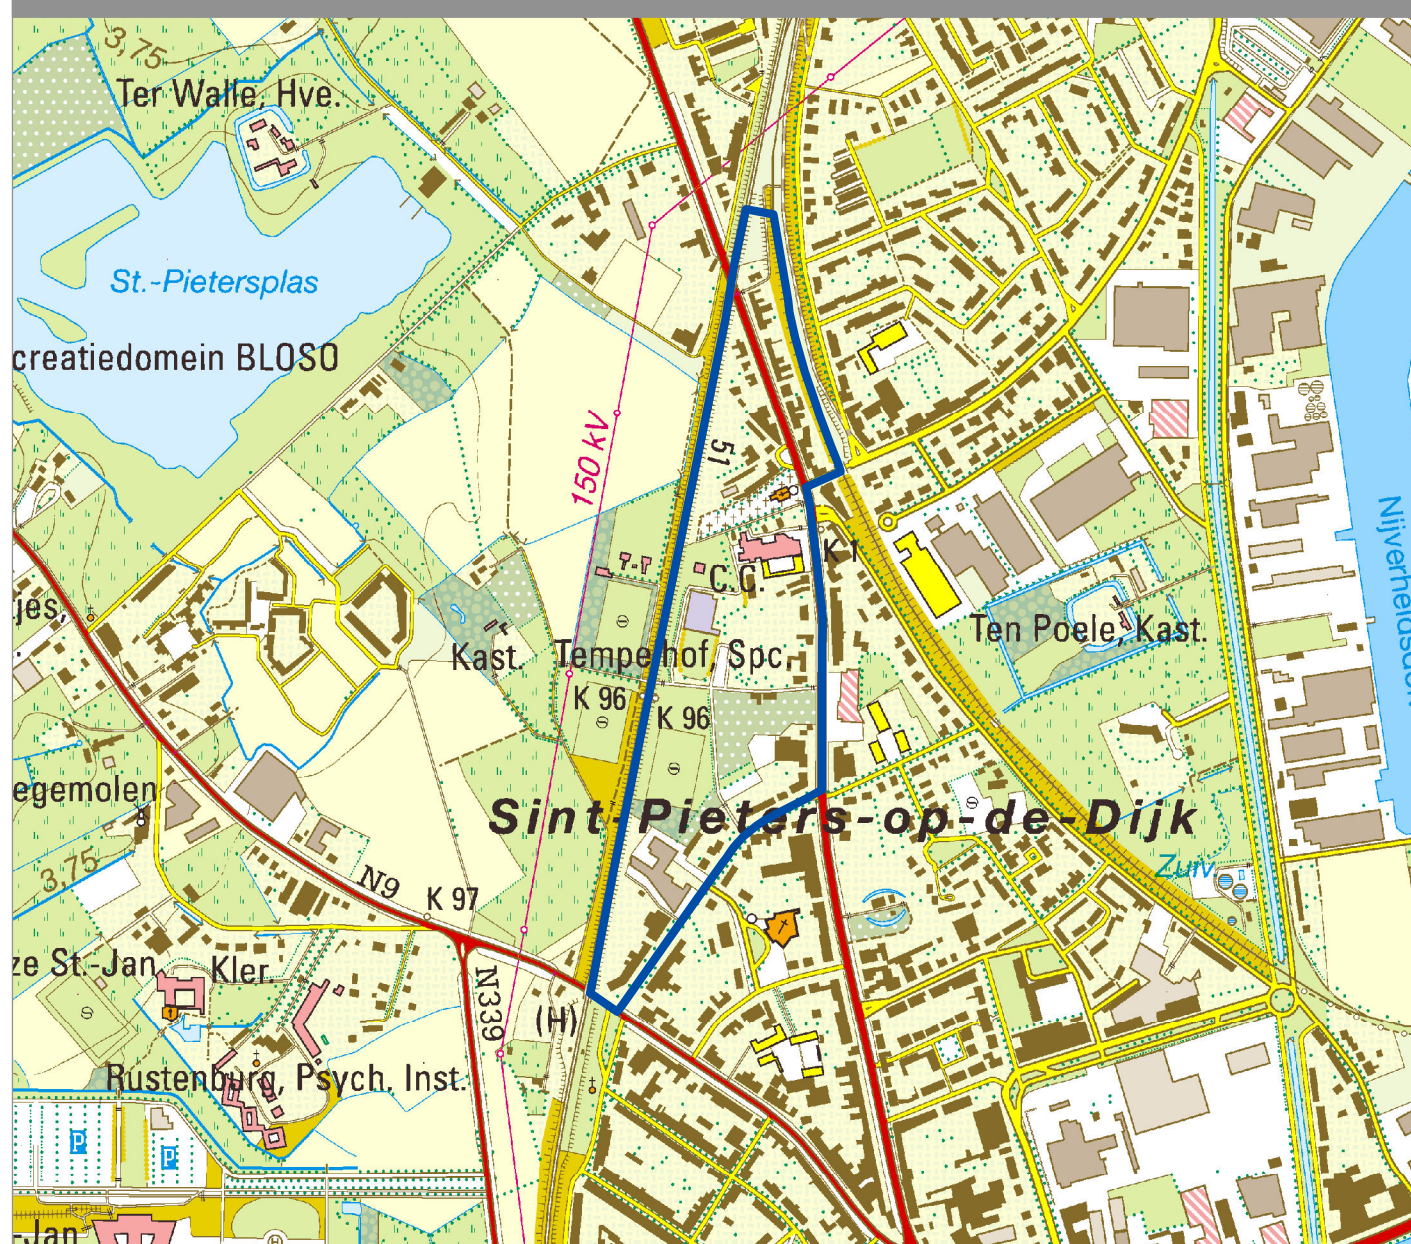 3,75
Ter Walle, Hve.
St.-Pietersplas
creatiedomein BLOSO
150 kV
51
K 1
C.C.
jes,
Kast.
Tempelhof, Spc.
Ten Poele, Kast.
K 96
K 96
egemolen
Sint-Pieters-op-de-Dijk
3,75
N9
K 97
Zurv.
ze St.-Jan
Kler
N339
(H)
Rustenburg, Psych. Inst.
P
P
-Jan
H